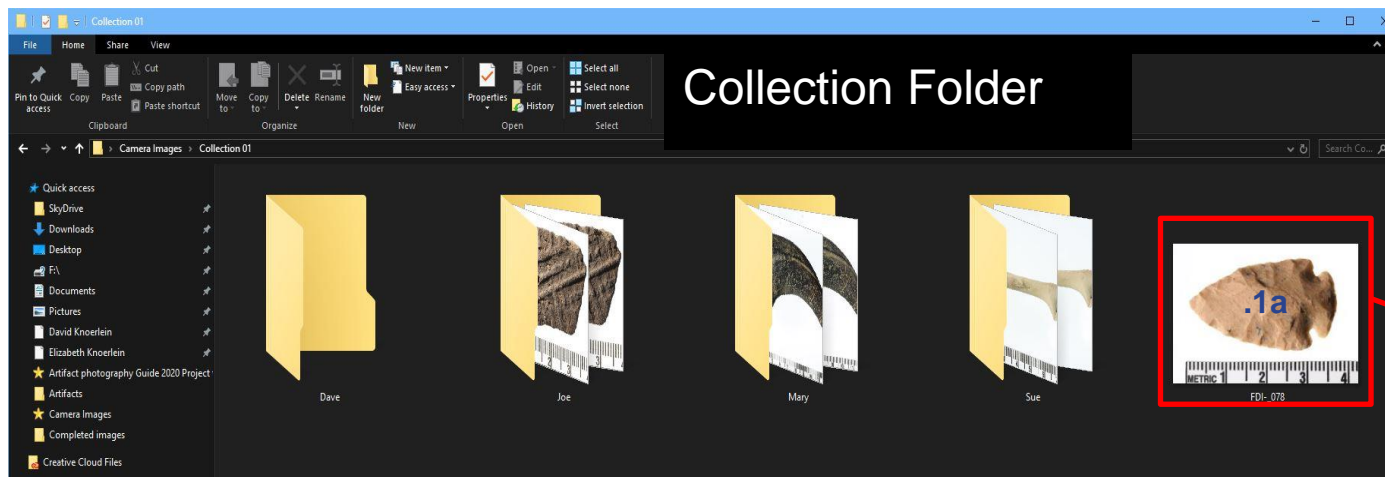 Collection 01
File Home Share View
Pin to Quick access
Copy
Paste
Cut
Copy path
Paste shortcut
Clipboard
Move to
Copy to
Delete
Rename
Organize
New folder
New item
Easy access
New
Properties
Open
Edit
History
Open
Select all
Select none
Invert selection
Select
Collection Folder
Camera Images > Collection 01
Search Co...
Quick access
SkyDrive
Downloads
Desktop
F:\
Documents
Pictures
David Knoerlein
Elizabeth Knoerlein
Artifact photography Guide 2020 Project
Artifacts
Camera Images
Completed images
Creative Cloud Files
Dave
Joe
Mary
Sue
.1a
METRIC 1 2 3 4
FDI-_078